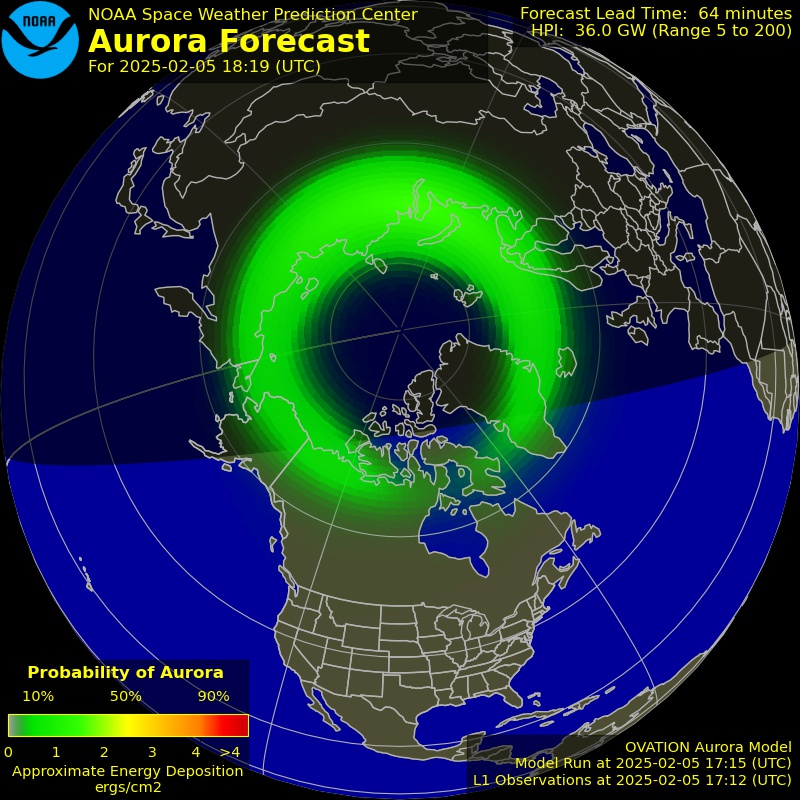 NOAA
NOAA Space Weather Prediction Center
Aurora Forecast
For 2025-02-05 18:19 (UTC)
Forecast Lead Time: 64 minutes
HPI: 36.0 GW (Range 5 to 200)
Probability of Aurora
10% 50% 90%
0 1 2 3 4 >4
Approximate Energy Deposition
ergs/cm2
OVATION Aurora Model
Model Run at 2025-02-05 17:15 (UTC)
L1 Observations at 2025-02-05 17:12 (UTC)